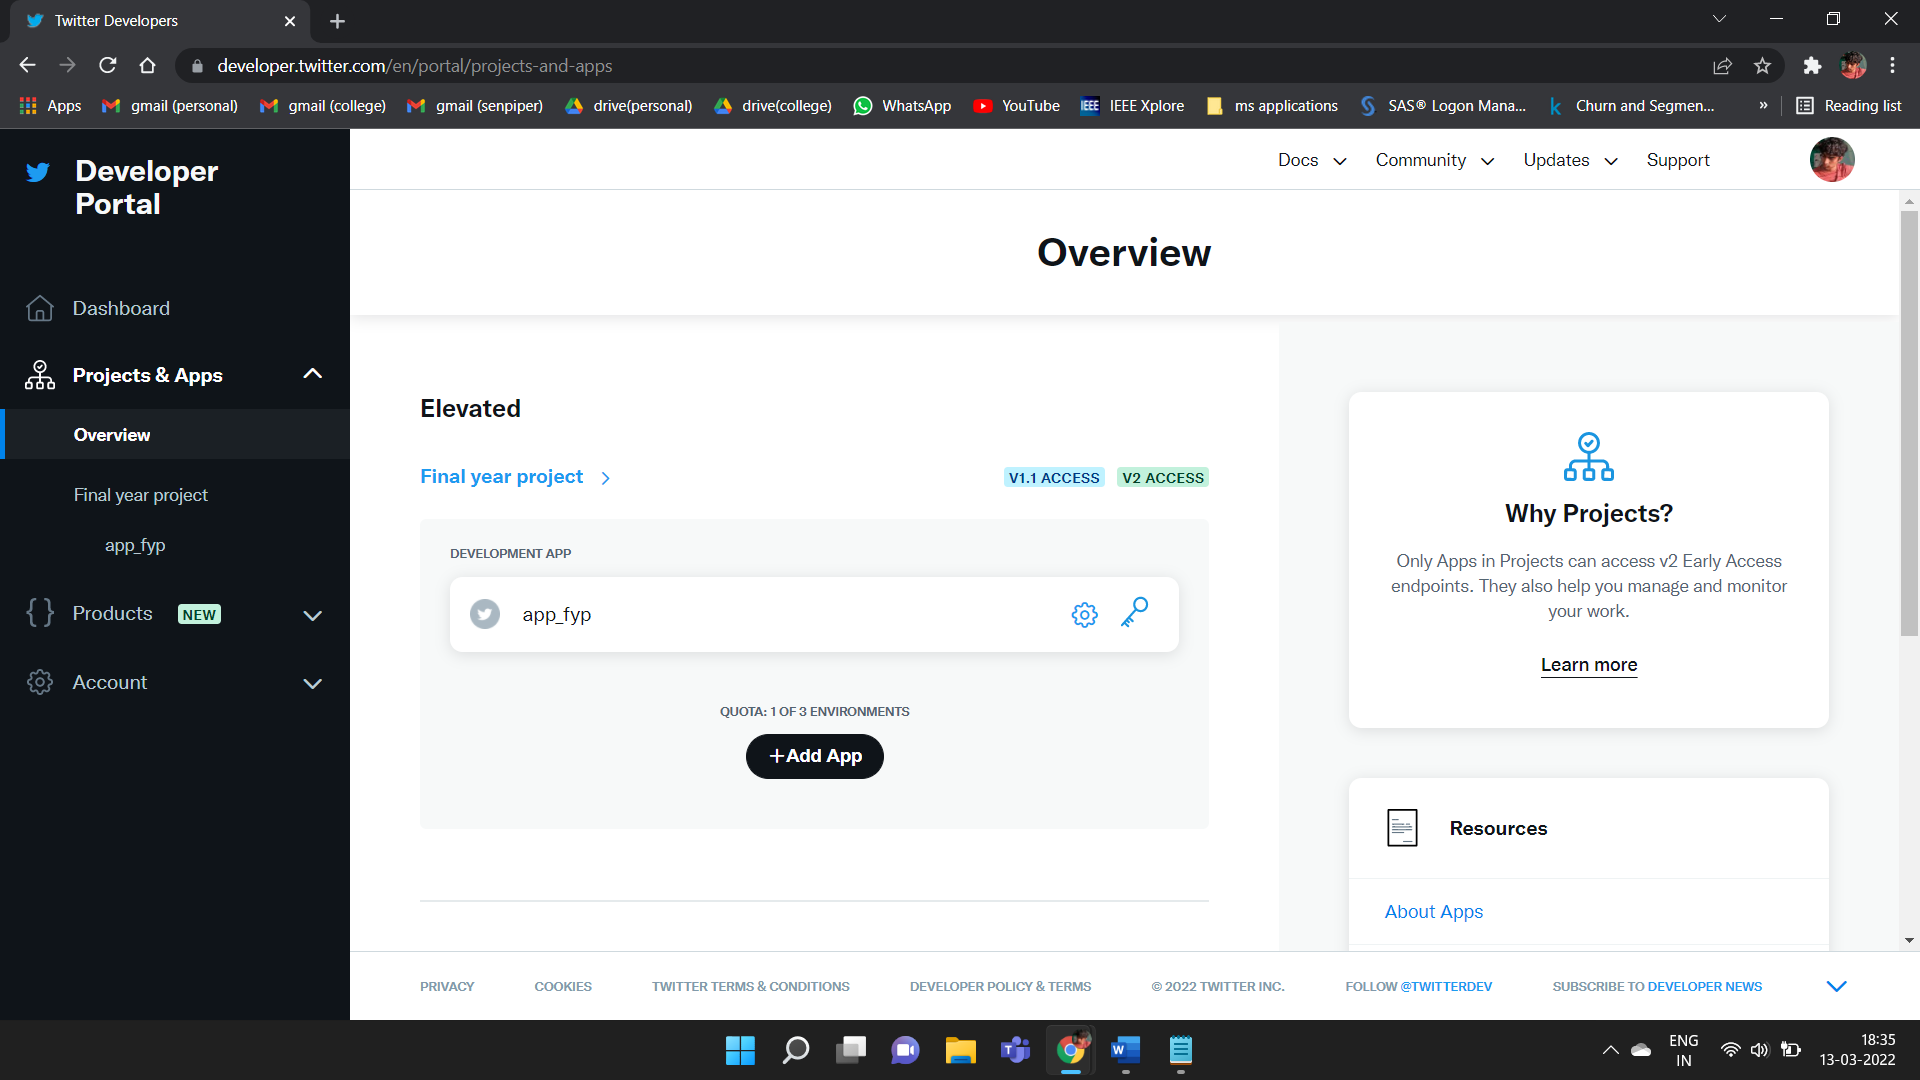 Twitter Developers
developer.twitter.com/en/portal/projects-and-apps
Apps gmail (personal) gmail (college) gmail (senpiper) drive(personal) drive(college) WhatsApp YouTube IEEE IEEE Xplore ms applications SAS® Logon Mana... k Churn and Segmen... » Reading list
Developer
Portal
Docs Community Updates Support
Overview
Dashboard
Projects & Apps
Overview
Final year project
app_fyp
Products NEW
Account
Elevated
Final year project
V1.1 ACCESS V2 ACCESS
DEVELOPMENT APP
app_fyp
QUOTA: 1 OF 3 ENVIRONMENTS
+Add App
Why Projects?
Only Apps in Projects can access v2 Early Access
endpoints. They also help you manage and monitor
your work.
Learn more
Resources
About Apps
PRIVACY COOKIES TWITTER TERMS & CONDITIONS DEVELOPER POLICY & TERMS © 2022 TWITTER INC. FOLLOW @TWITTERDEV SUBSCRIBE TO DEVELOPER NEWS
ENG
IN
18:35
13-03-2022